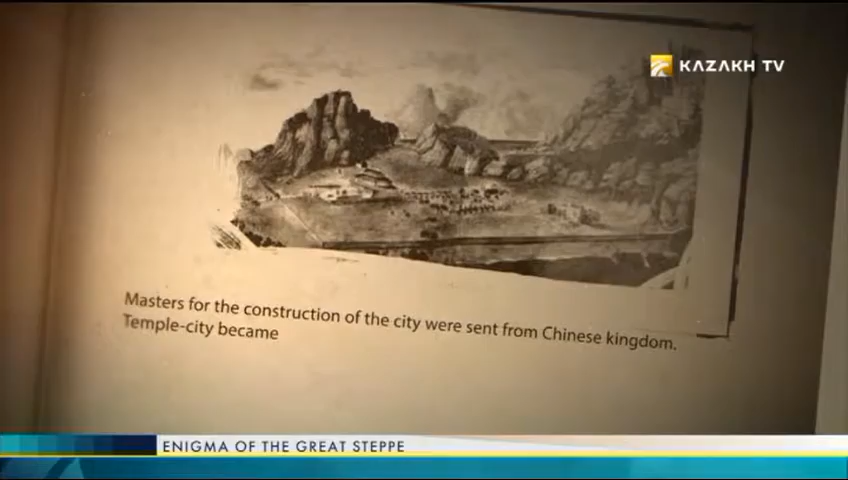 KAZAKH TV
Masters for the construction of the city were sent from Chinese kingdom.
Temple-city became
ENIGMA OF THE GREAT STEPPE